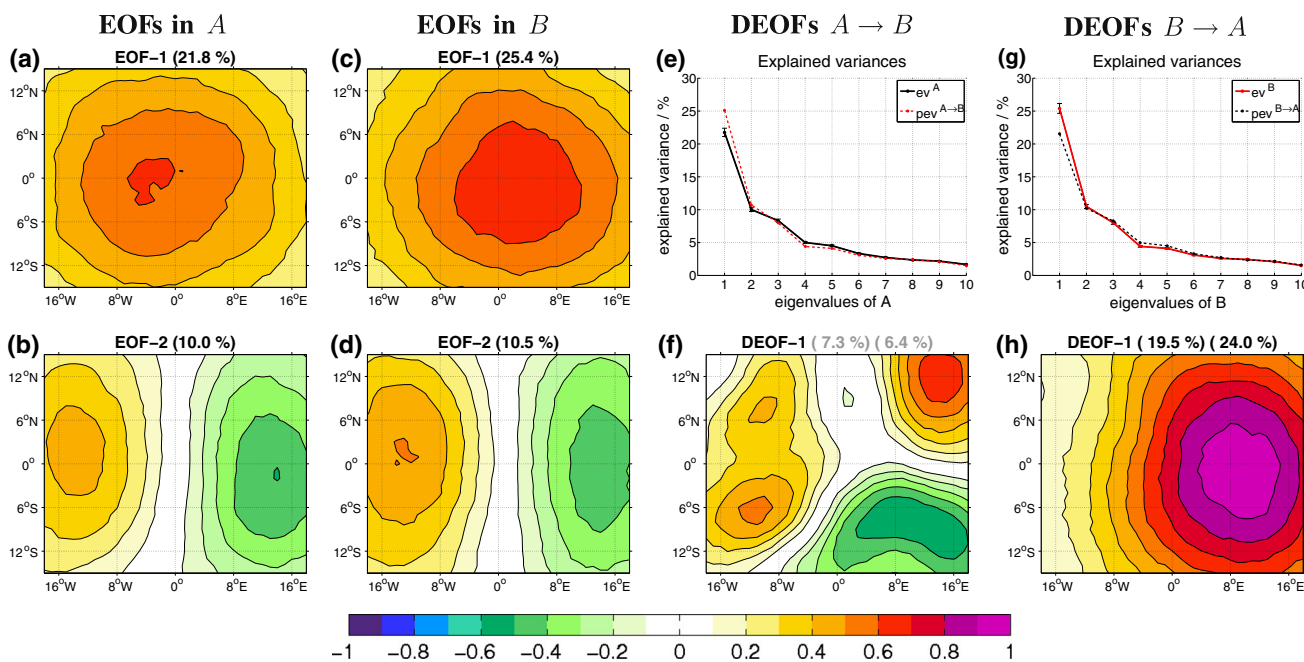 EOFs in A
EOFs in B
DEOFs A → B
DEOFs B → A
(a)
EOF-1 (21.8 %)
12°N
6°N
0°
6°S
12°S
16°W 8°W 0° 8°E 16°E
(c)
EOF-1 (25.4 %)
16°W 8°W 0° 8°E 16°E
(e)
Explained variances
explained variance / %
30
25
20
15
10
5
0
ev A
pev A→B
1 2 3 4 5 6 7 8 9 10
eigenvalues of A
(g)
Explained variances
explained variance / %
30
25
20
15
10
5
0
ev B
pev B→A
1 2 3 4 5 6 7 8 9 10
eigenvalues of B
(b)
EOF-2 (10.0 %)
12°N
6°N
0°
6°S
12°S
16°W 8°W 0° 8°E 16°E
(d)
EOF-2 (10.5 %)
12°N
6°N
0°
6°S
12°S
16°W 8°W 0° 8°E 16°E
(f)
DEOF-1 ( 7.3 %) ( 6.4 %)
12°N
6°N
0°
6°S
12°S
16°W 8°W 0° 8°E 16°E
(h)
DEOF-1 ( 19.5 %) ( 24.0 %)
12°N
6°N
0°
6°S
12°S
16°W 8°W 0° 8°E 16°E
−1 −0.8 −0.6 −0.4 −0.2 0 0.2 0.4 0.6 0.8 1